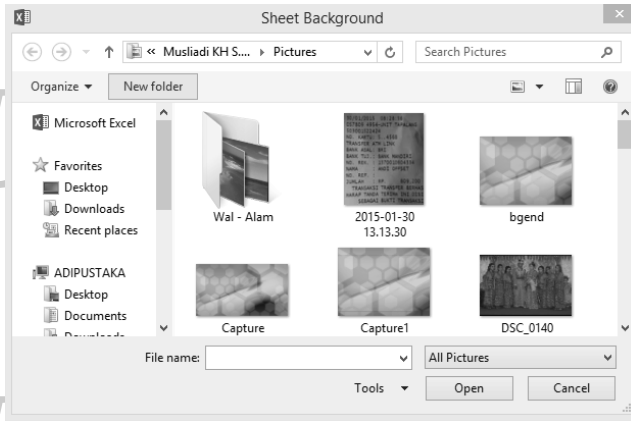 Sheet Background
« Musliadi KH S.... Pictures
Search Pictures
Organize
New folder
Microsoft Excel
Favorites
Desktop
Downloads
Recent places
ADIPUSTAKA
Desktop
Documents
Downloads
Wal - Alam
2015-01-30
13.13.30
bgend
Capture
Capture1
DSC_0140
File name:
All Pictures
Tools
Open
Cancel